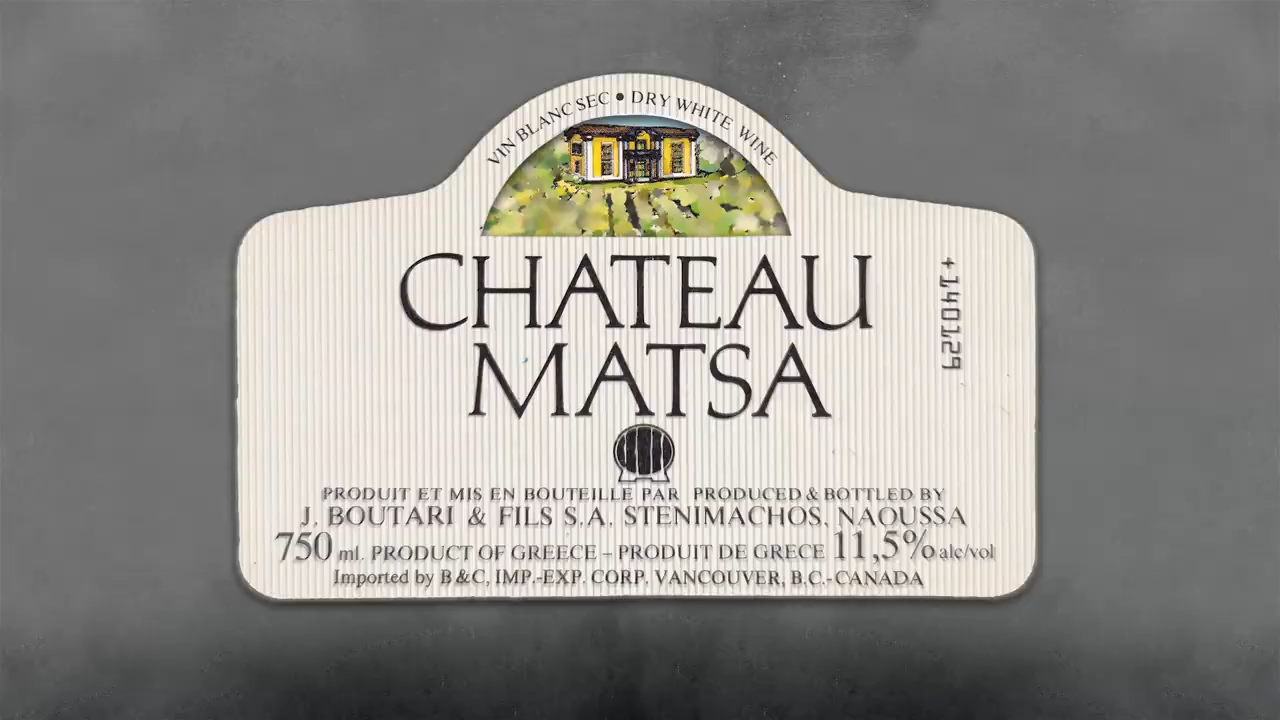 VIN BLANC SEC • DRY WHITE WINE
CHATEAU
MATSA
+140129
PRODUIT ET MIS EN BOUTEILLE PAR PRODUCED & BOTTLED BY
J. BOUTARI & FILS S.A. STENIMACHOS, NAOUSSA
750 ml. PRODUCT OF GREECE – PRODUIT DE GRECE 11,5% alc/vol
Imported by B &C, IMP.-EXP. CORP. VANCOUVER, B.C.-CANADA